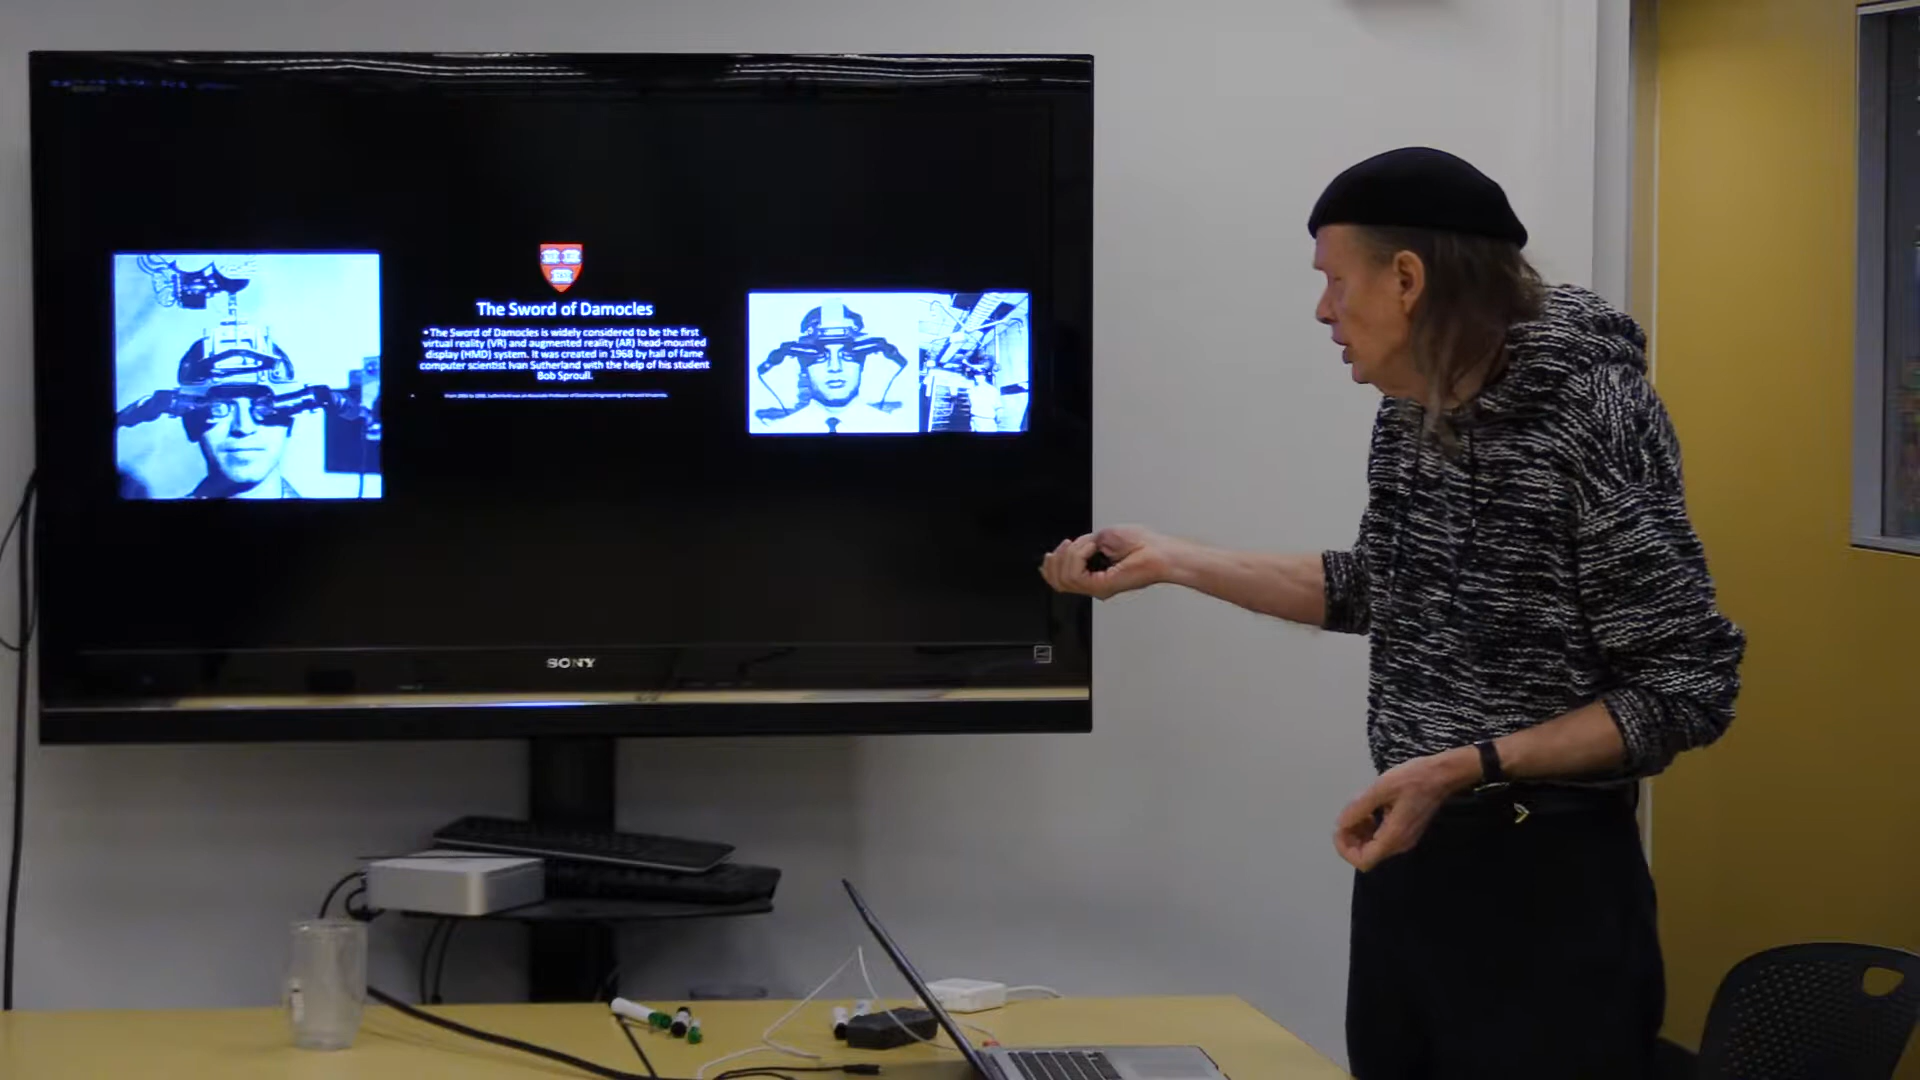 The Sword of Damocles
•The Sword of Damocles is widely considered to be the first
virtual reality (VR) and augmented reality (AR) head-mounted
display (HMD) system. It was created in 1968 by hall of fame
computer scientist Ivan Sutherland with the help of his student
Bob Sproull.
SONY